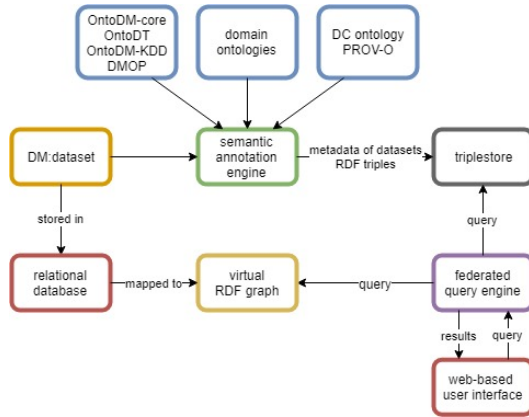 OntoDM-core
OntoDT
OntoDM-KDD
DMOP
domain
ontologies
DC ontology
PROV-O
DM:dataset
semantic
annotation
engine
metadata of datasets
RDF triples
triplestore
stored in
query
relational
database
mapped to
virtual
RDF graph
query
federated
query engine
results
query
web-based
user interface